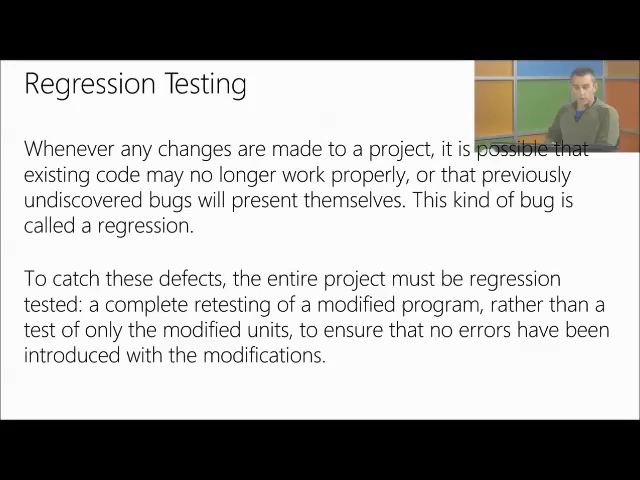 Regression Testing
Whenever any changes are made to a project, it is possible that
existing code may no longer work properly, or that previously
undiscovered bugs will present themselves. This kind of bug is
called a regression.
To catch these defects, the entire project must be regression
tested: a complete retesting of a modified program, rather than a
test of only the modified units, to ensure that no errors have been
introduced with the modifications.